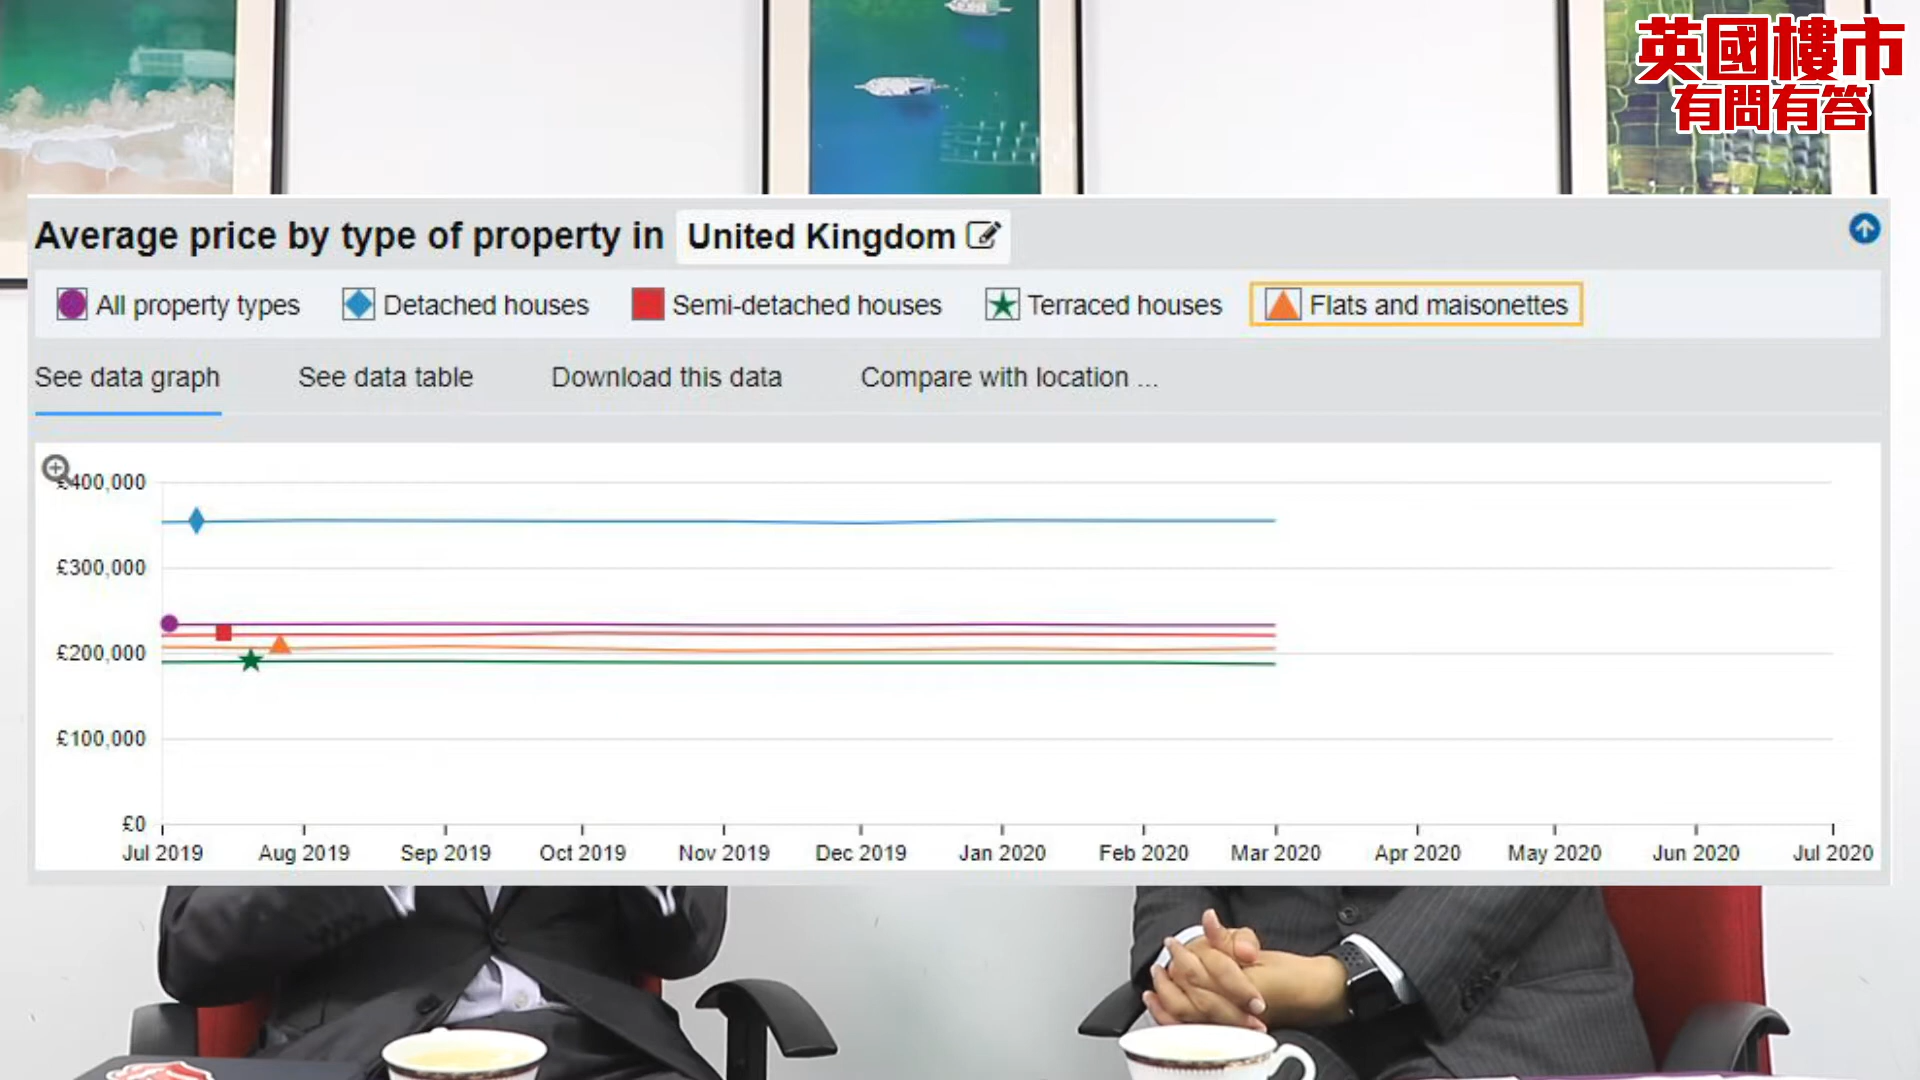 英國樓市
有問有答
Average price by type of property in United Kingdom
All property types Detached houses Semi-detached houses Terraced houses Flats and maisonettes
See data graph See data table Download this data Compare with location ...
£400,000
£300,000
£200,000
£100,000
£0
Jul 2019 Aug 2019 Sep 2019 Oct 2019 Nov 2019 Dec 2019 Jan 2020 Feb 2020 Mar 2020 Apr 2020 May 2020 Jun 2020 Jul 2020